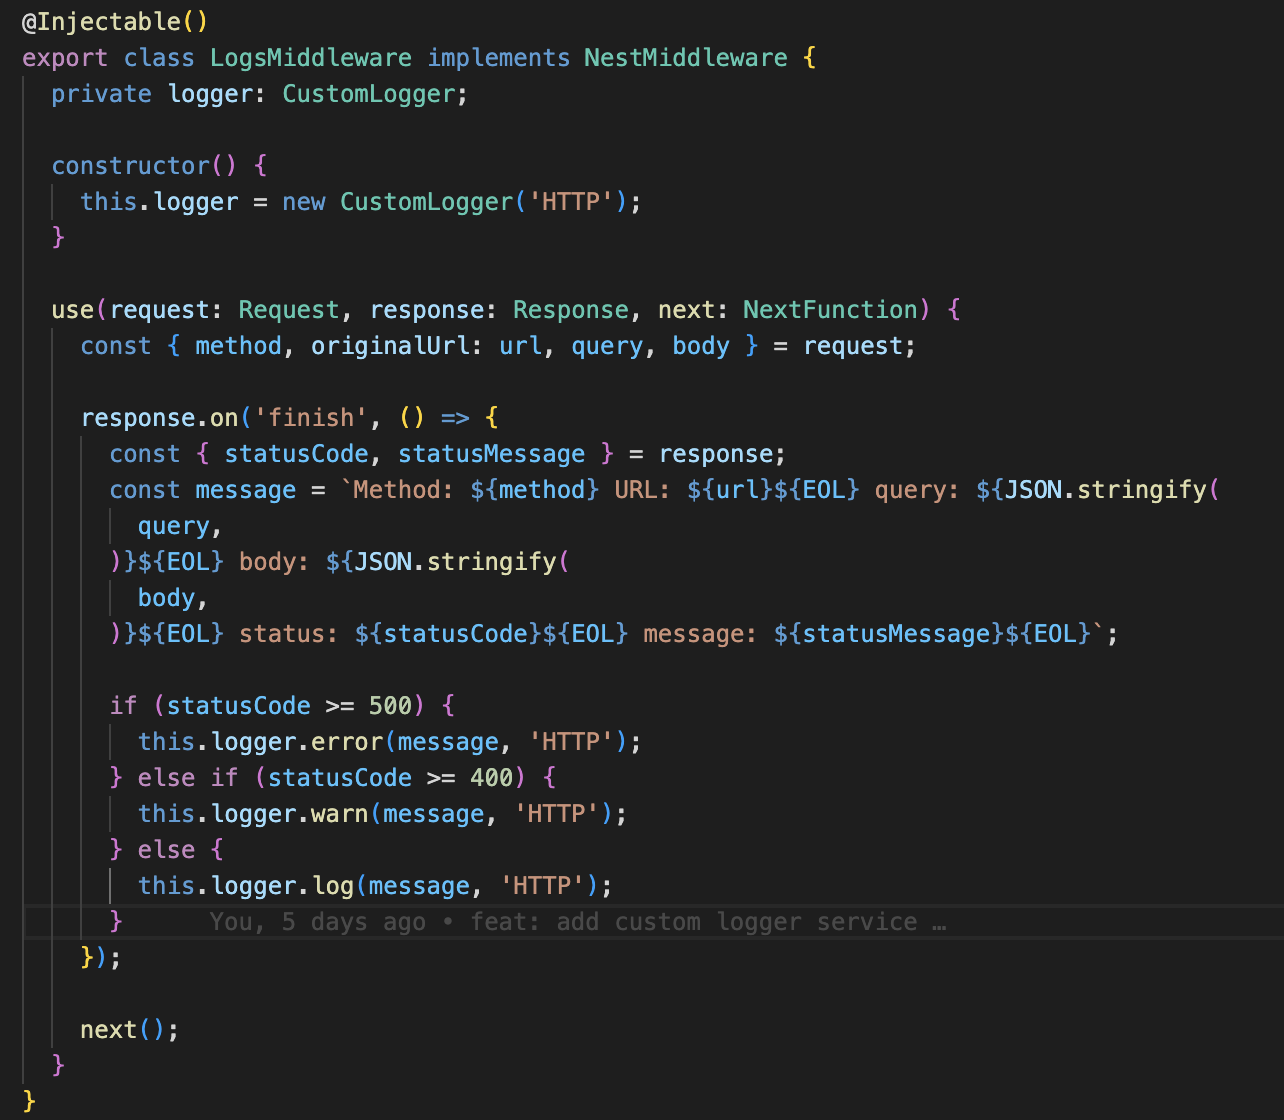 @Injectable()
export class LogsMiddleware implements NestMiddleware {
  private logger: CustomLogger;

  constructor() {
    this.logger = new CustomLogger('HTTP');
  }

  use(request: Request, response: Response, next: NextFunction) {
    const { method, originalUrl: url, query, body } = request;

    response.on('finish', () => {
      const { statusCode, statusMessage } = response;
      const message = `Method: ${method} URL: ${url}${EOL} query: ${JSON.stringify(
        query,
      )}${EOL} body: ${JSON.stringify(
        body,
      )}${EOL} status: ${statusCode}${EOL} message: ${statusMessage}${EOL}`;

      if (statusCode >= 500) {
        this.logger.error(message, 'HTTP');
      } else if (statusCode >= 400) {
        this.logger.warn(message, 'HTTP');
      } else {
        this.logger.log(message, 'HTTP');
      }      You, 5 days ago • feat: add custom logger service …
    });

    next();
  }
}